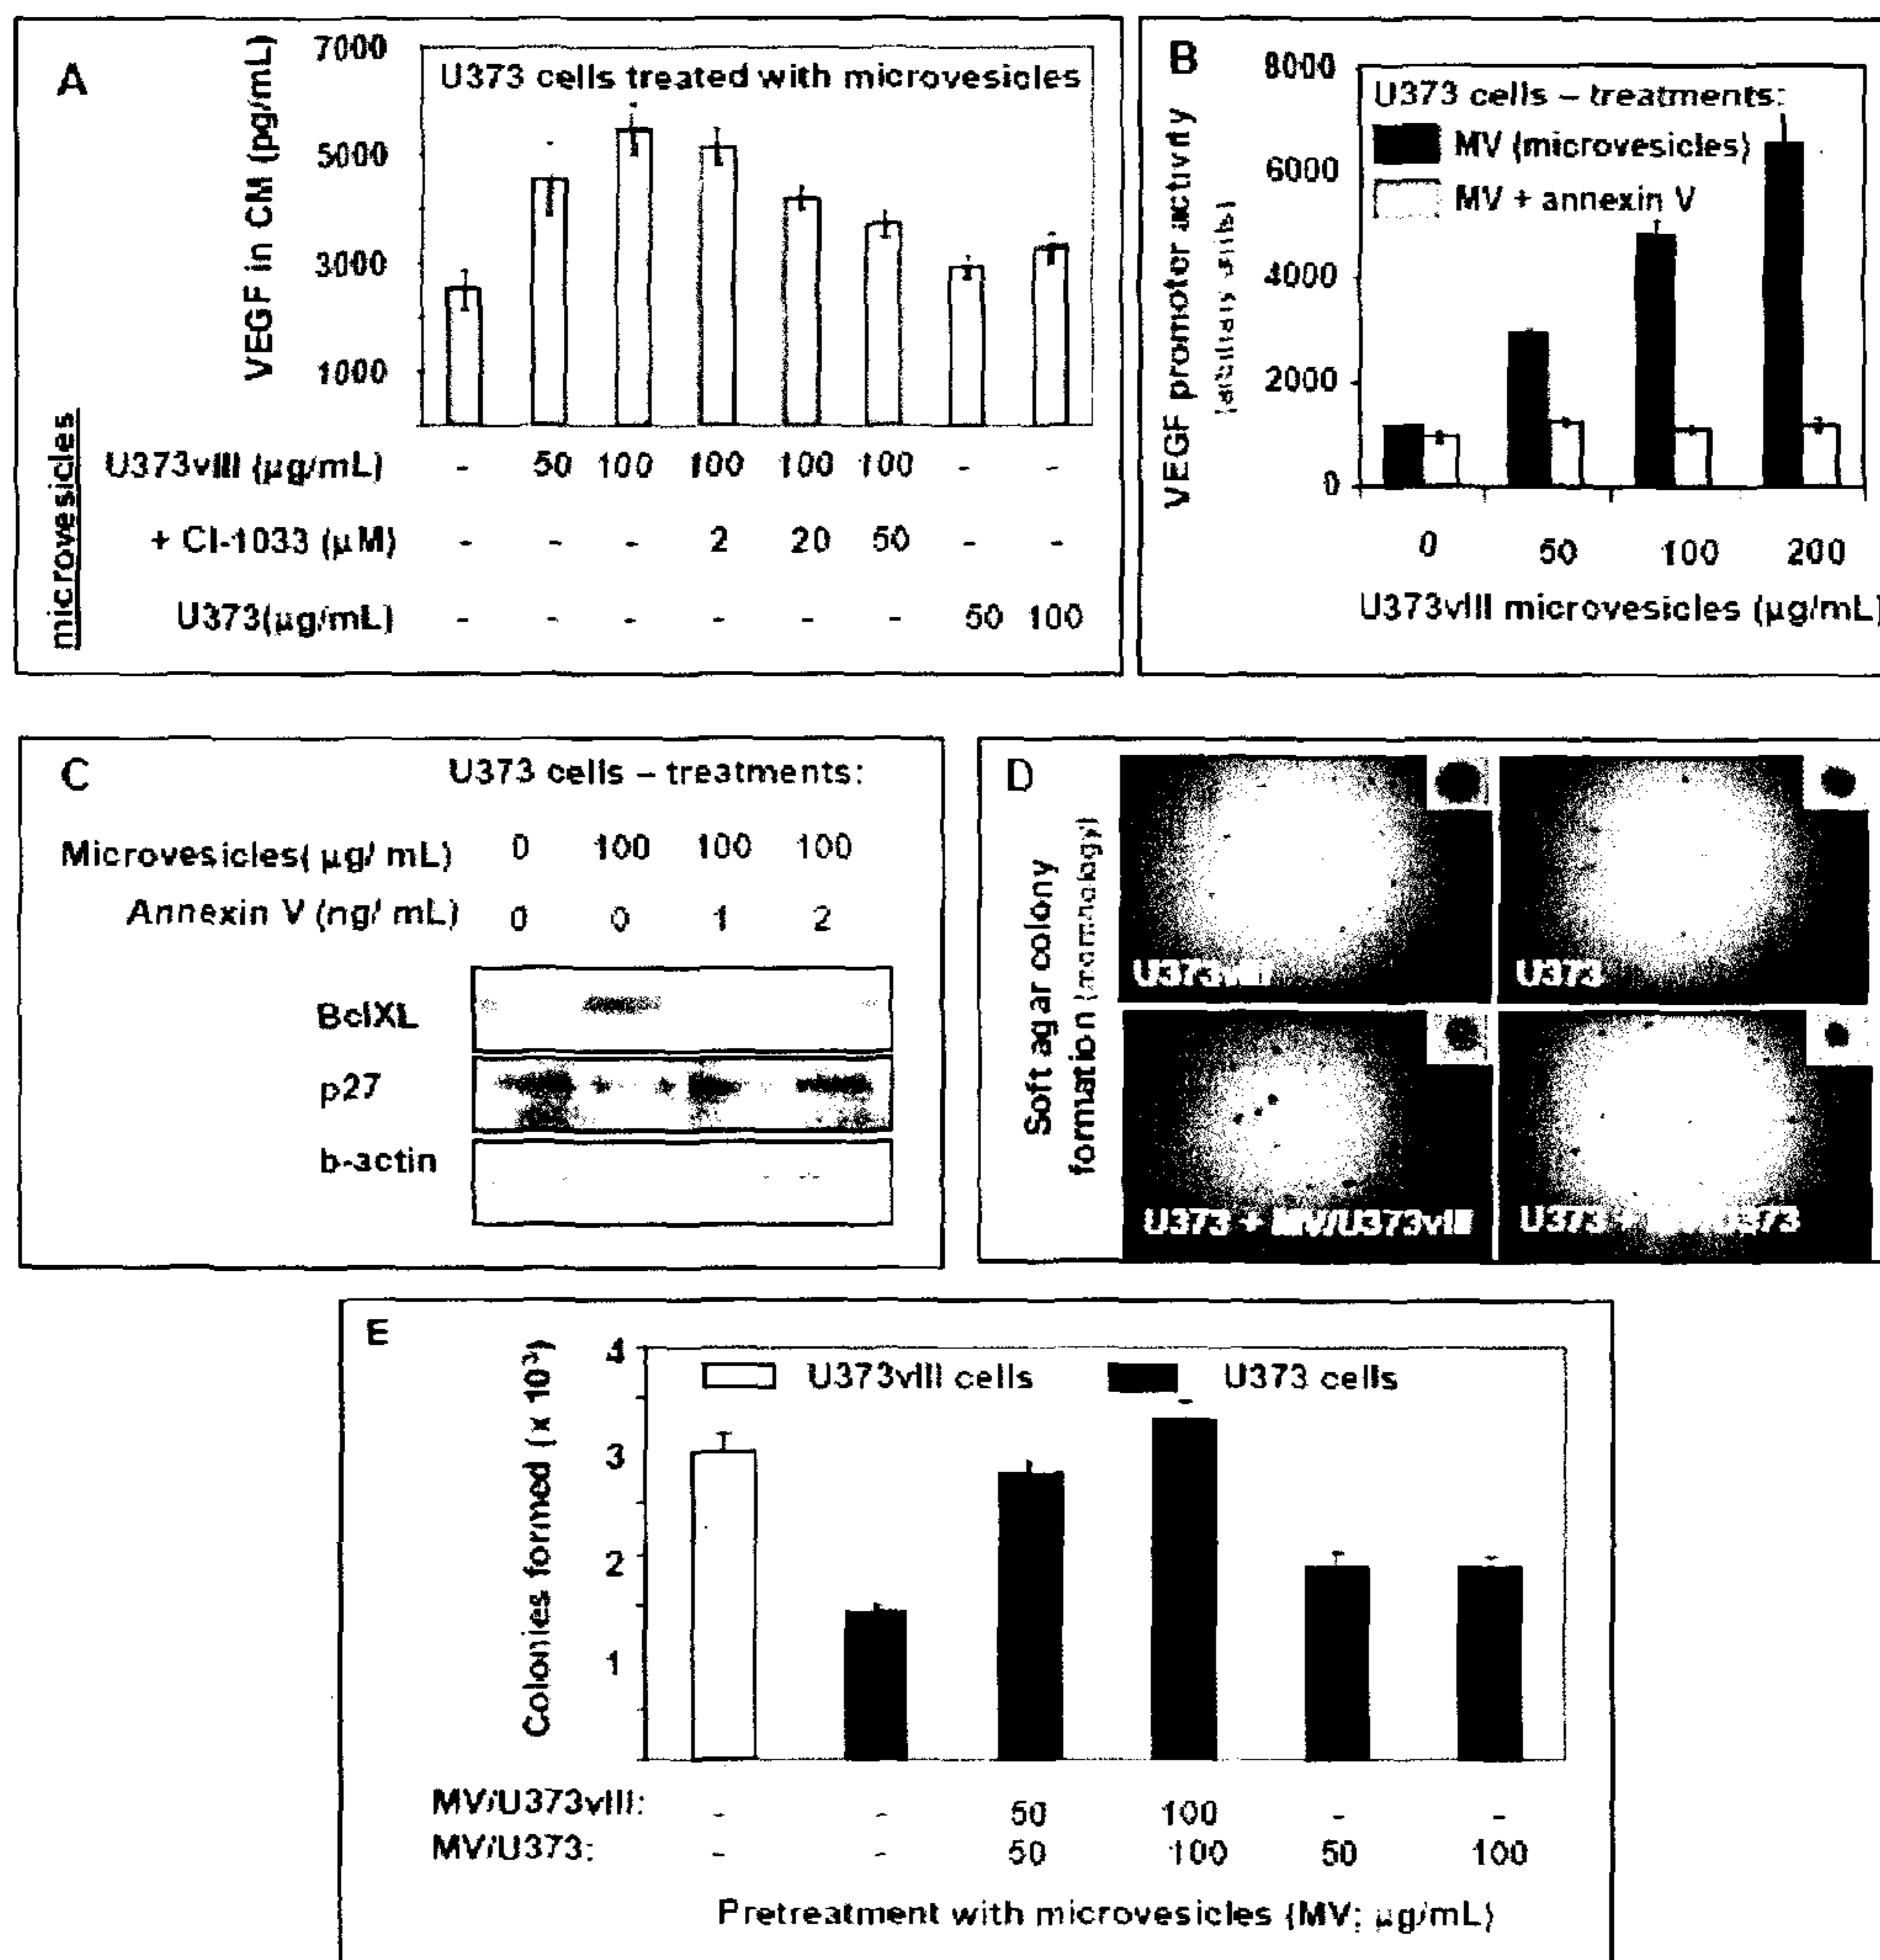 A
VEGF in CM (pg/mL)
7000
5000
3000
1000
U373 cells treated with microvesicles
microvesicles
U373vIII (µg/mL) - 50 100 100 100 100 - -
+ CI-1033 (µM) - - - 2 20 50 - -
U373(µg/mL) - - - - - - 50 100
B
VEGF promoter activity
8000
6000
4000
2000
0
U373 cells – treatments:
MV (microvesicles)
MV + annexin V
0 50 100 200
U373vIII microvesicles (µg/mL)
C
U373 cells – treatments:
Microvesicles( µg/ mL) 0 100 100 100
Annexin V (ng/ mL) 0 0 1 2
BclXL
p27
b-actin
D
Soft agar colony
formation
U373vIII
U373
U373 + MV/U373vIII
U373 + U373
E
Colonies formed (x 10³)
4
3
2
1
U373vIII cells
U373 cells
MV/U373vIII: - - 50 100 - -
MV/U373: - - 50 100 50 100
Pretreatment with microvesicles (MV; µg/mL)